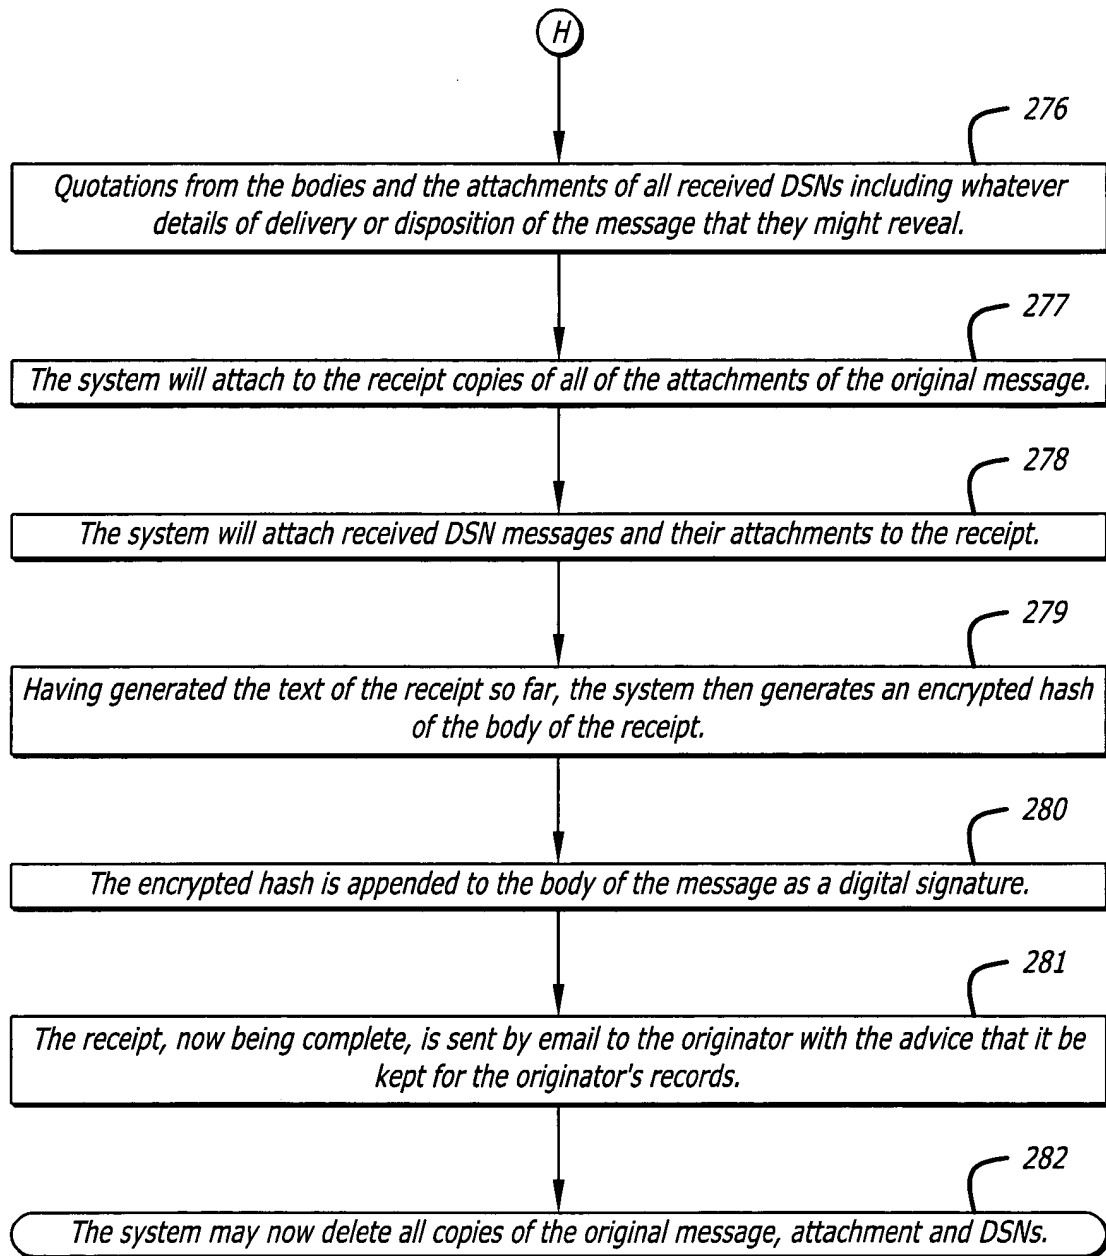 H
276
Quotations from the bodies and the attachments of all received DSNs including whatever
details of delivery or disposition of the message that they might reveal.
277
The system will attach to the receipt copies of all of the attachments of the original message.
278
The system will attach received DSN messages and their attachments to the receipt.
279
Having generated the text of the receipt so far, the system then generates an encrypted hash
of the body of the receipt.
280
The encrypted hash is appended to the body of the message as a digital signature.
281
The receipt, now being complete, is sent by email to the originator with the advice that it be
kept for the originator's records.
282
The system may now delete all copies of the original message, attachment and DSNs.